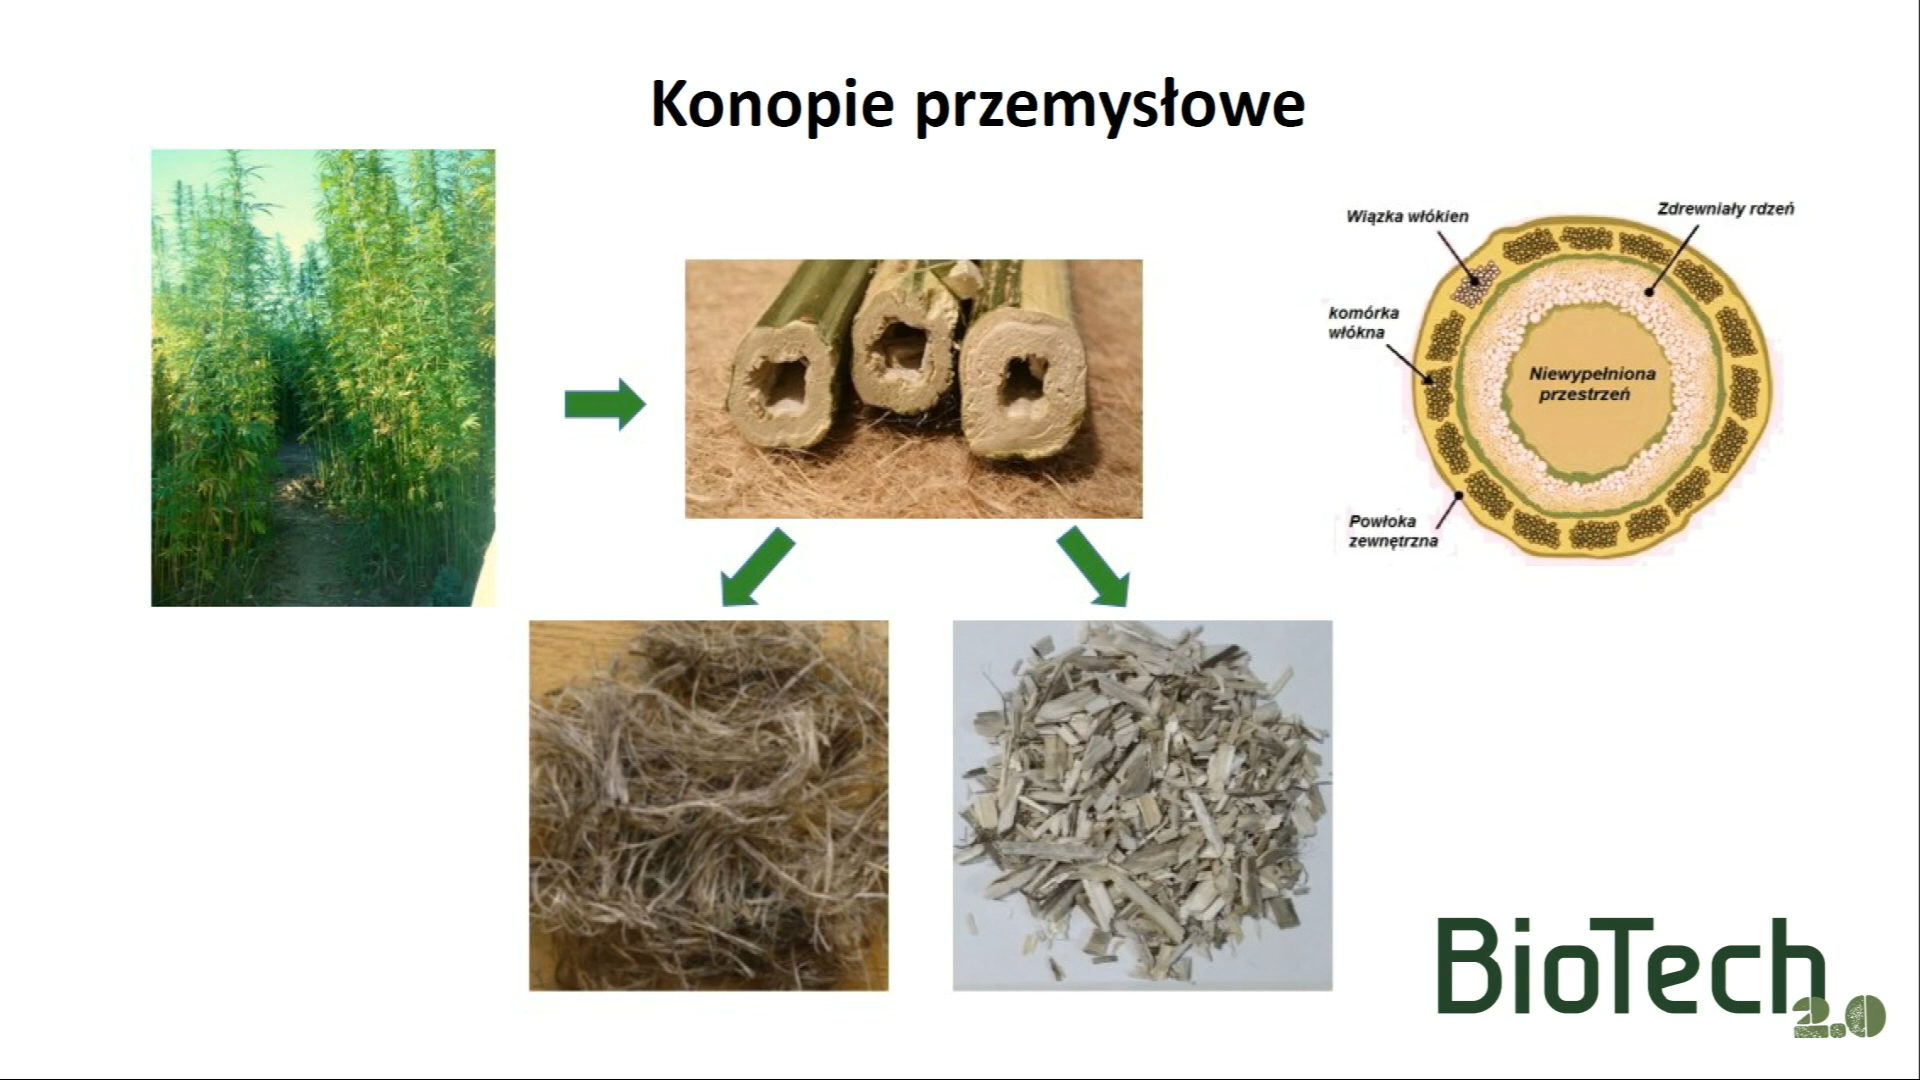 Konopie przemysłowe
Wiązka włókien
Zdrewniały rdzeń
komórka
włókna
Niewypełniona
przestrzeń
Powłoka
zewnętrzna
BioTech
2.0